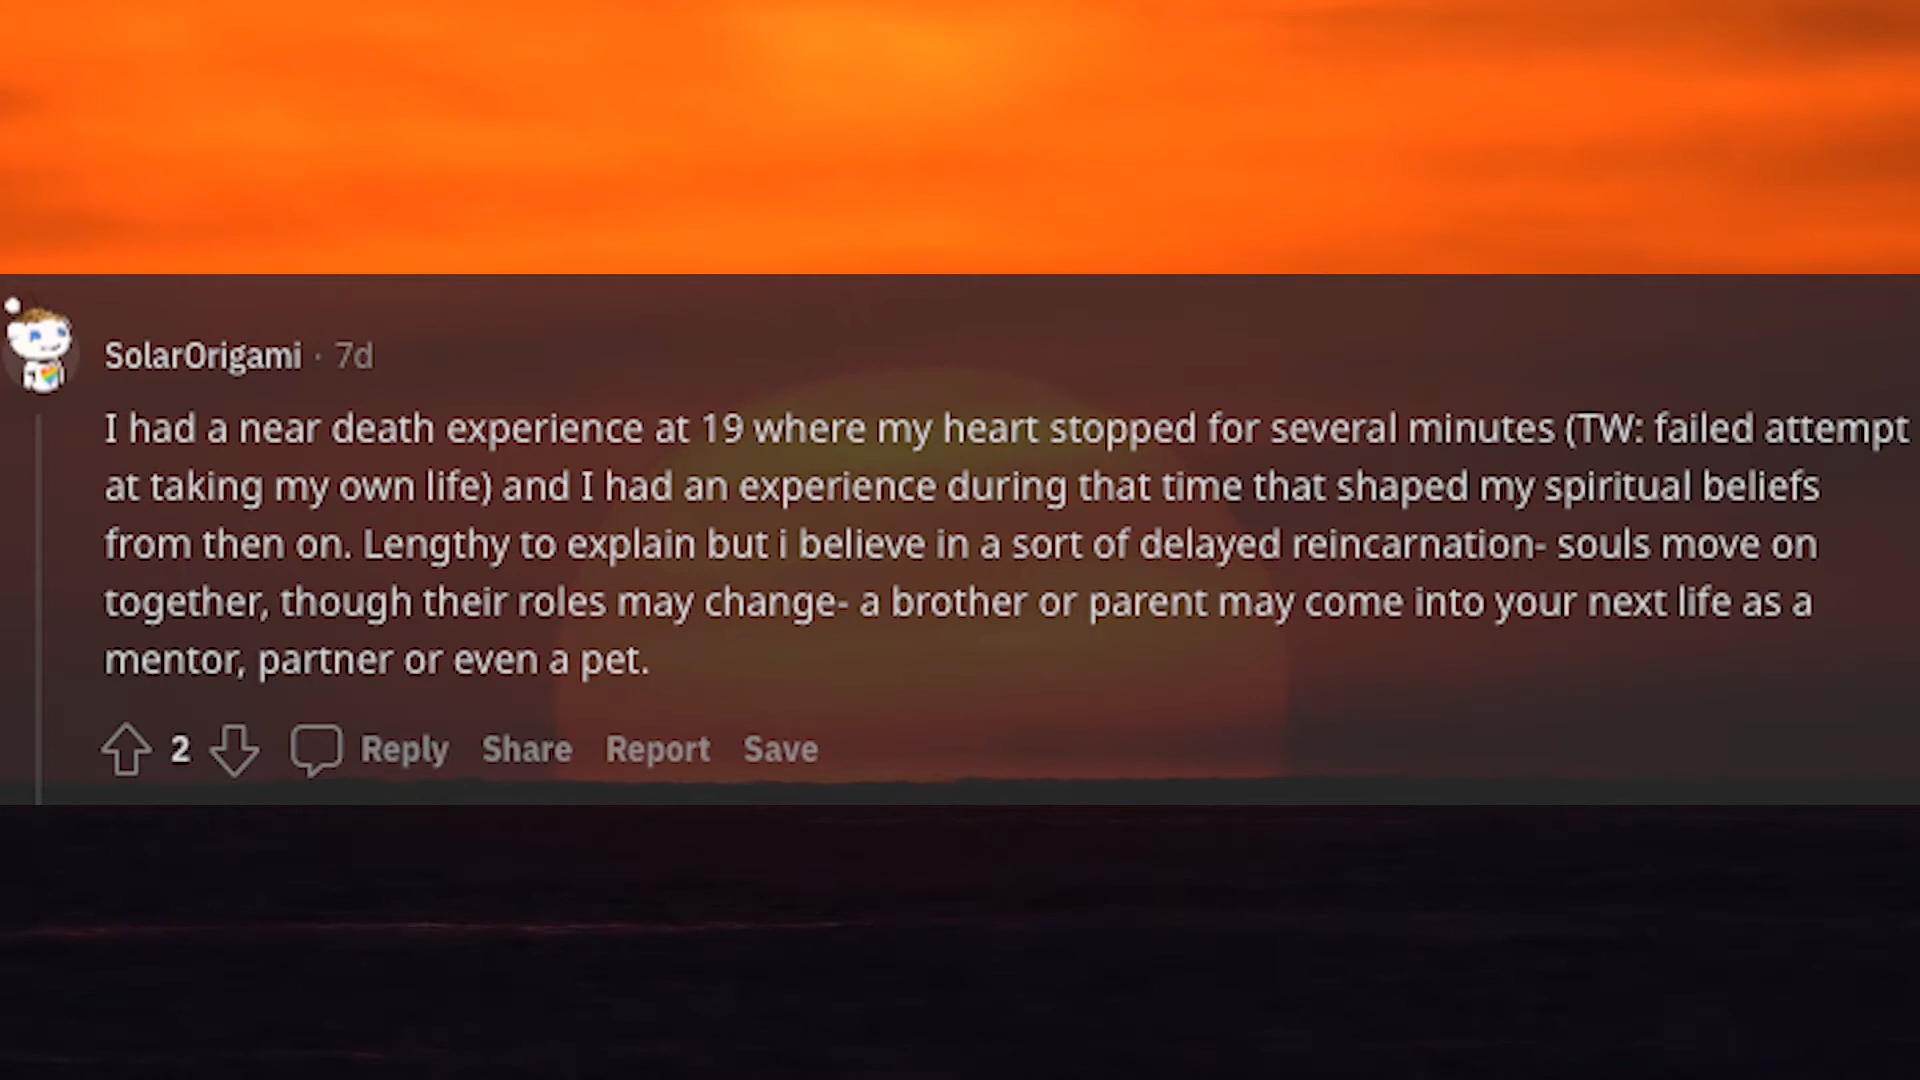 SolarOrigami · 7d
I had a near death experience at 19 where my heart stopped for several minutes (TW: failed attempt
at taking my own life) and I had an experience during that time that shaped my spiritual beliefs
from then on. Lengthy to explain but i believe in a sort of delayed reincarnation- souls move on
together, though their roles may change- a brother or parent may come into your next life as a
mentor, partner or even a pet.
2 Reply Share Report Save